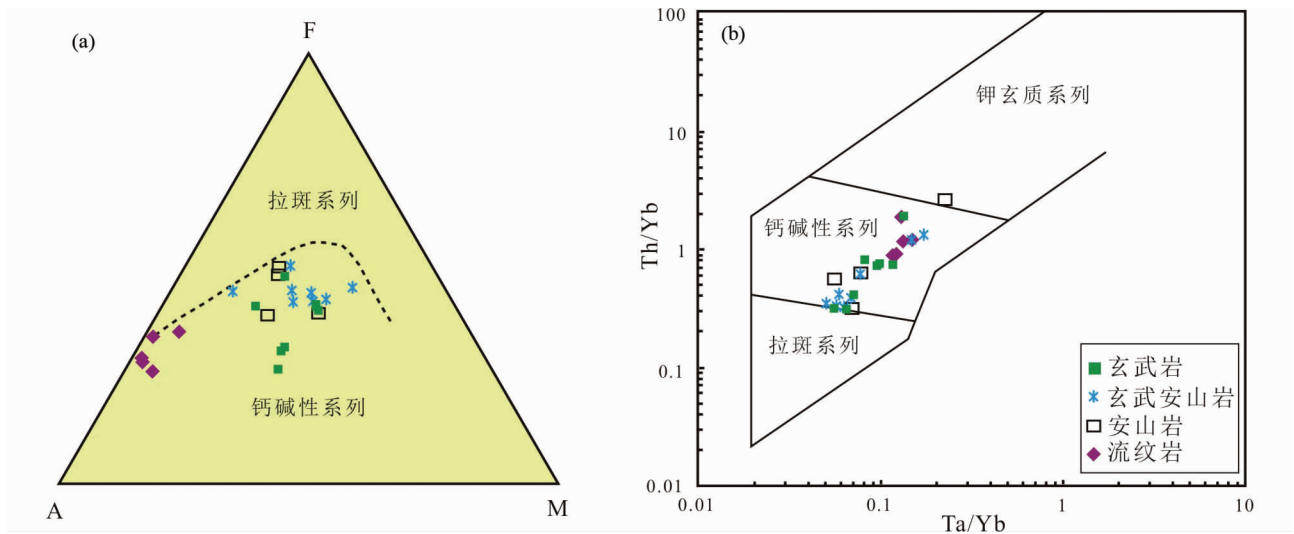 (a)
F
拉斑系列
钙碱性系列
A
M
(b)
100
10
1
0.1
0.01
Th/Yb
钾玄质系列
钙碱性系列
拉斑系列
玄武岩
玄武安山岩
安山岩
流纹岩
0.01
0.1
1
10
Ta/Yb